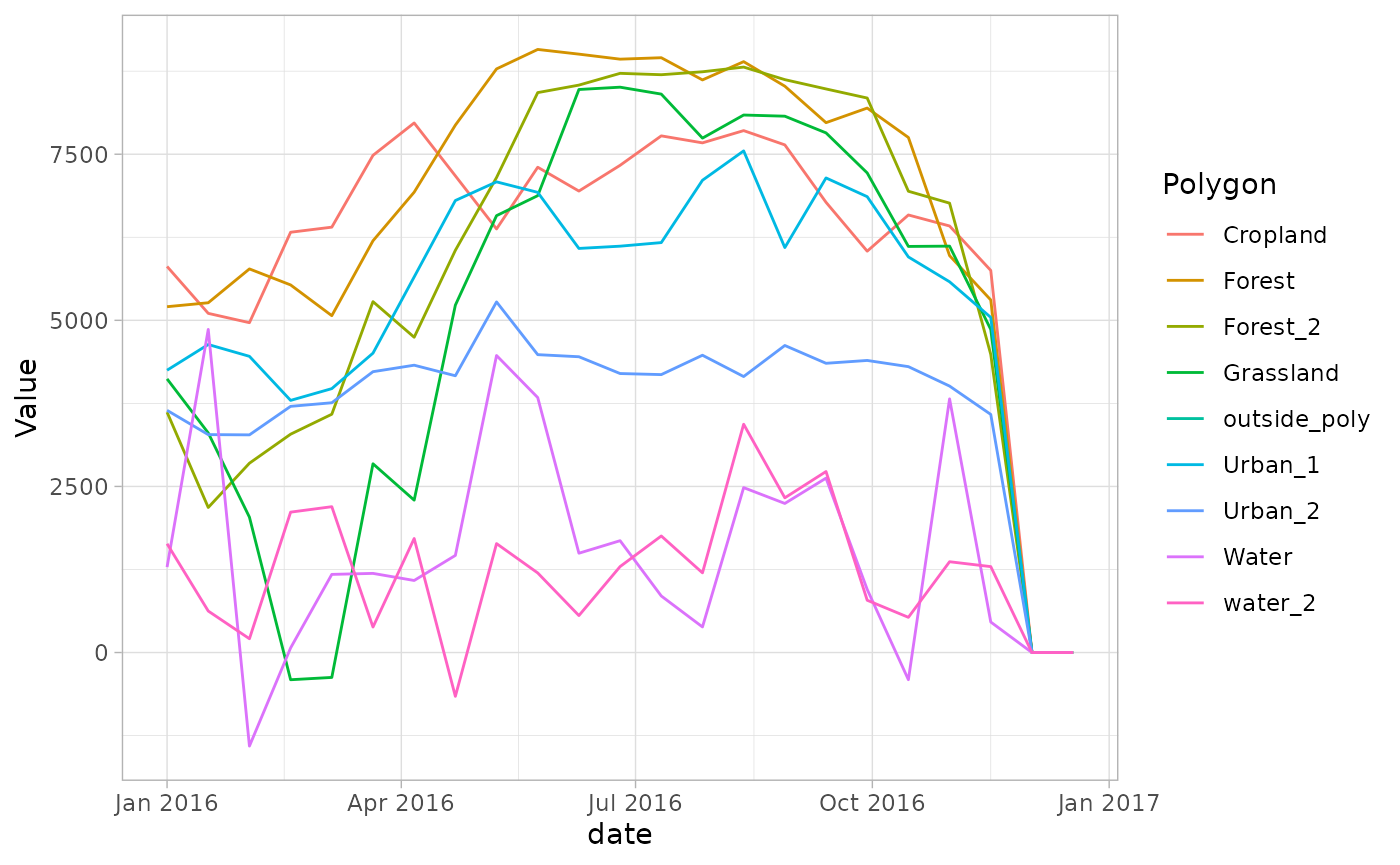 Value
7500
5000
2500
0
Jan 2016
Apr 2016
Jul 2016
Oct 2016
Jan 2017
date
Polygon
Cropland
Forest
Forest_2
Grassland
outside_poly
Urban_1
Urban_2
Water
water_2